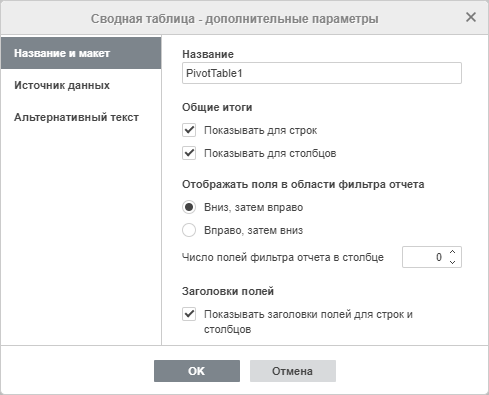 Сводная таблица - дополнительные параметры
Название и макет
Источник данных
Альтернативный текст
Название
PivotTable1
Общие итоги
Показывать для строк
Показывать для столбцов
Отображать поля в области фильтра отчета
Вниз, затем вправо
Вправо, затем вниз
Число полей фильтра отчета в столбце 0
Заголовки полей
Показывать заголовки полей для строк и
столбцов
OK Отмена